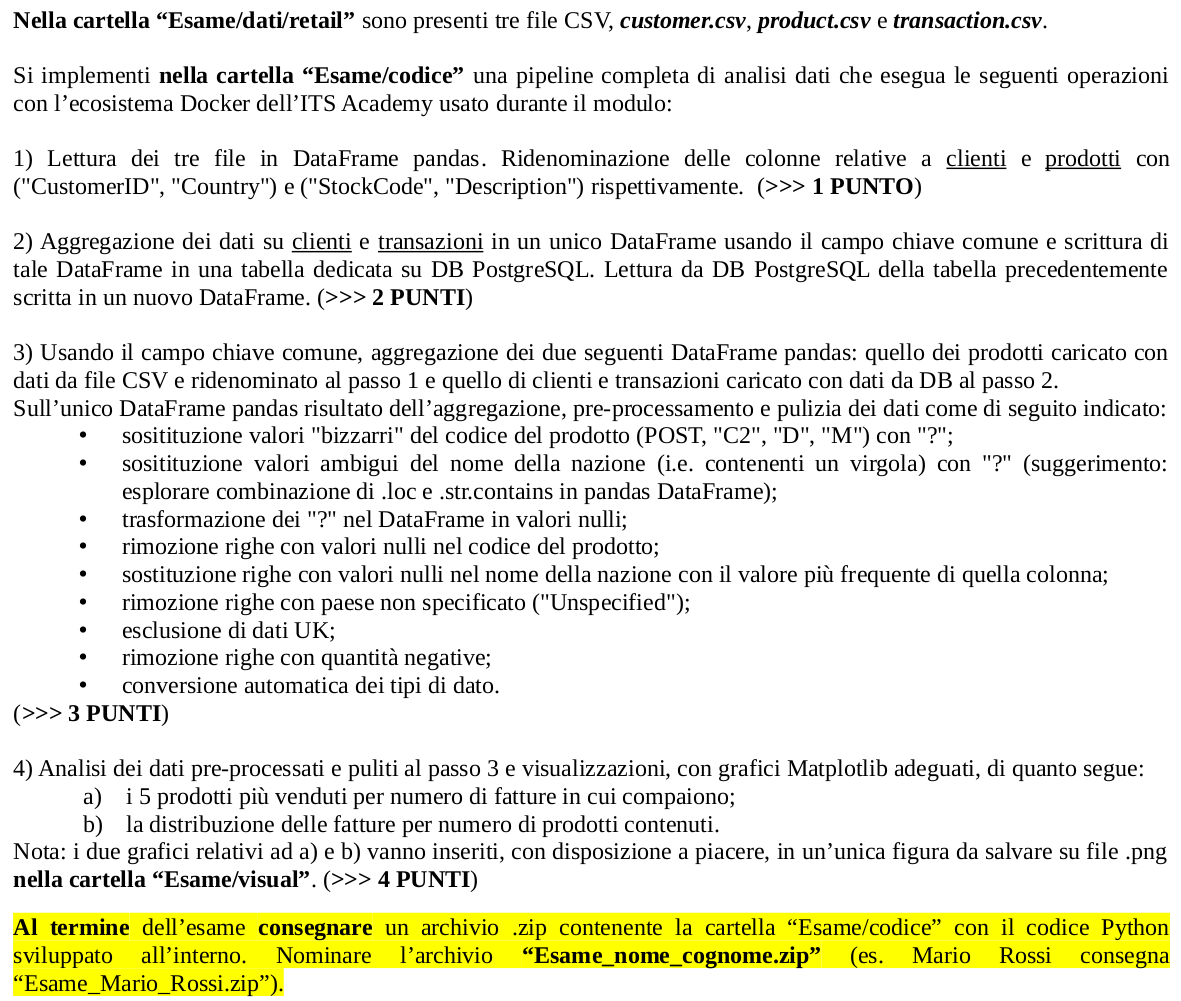 Nella cartella “Esame/dati/retail” sono presenti tre file CSV, customer.csv, product.csv e transaction.csv.
Si implementi nella cartella “Esame/codice” una pipeline completa di analisi dati che esegua le seguenti operazioni
con l’ecosistema Docker dell’ITS Academy usato durante il modulo:
1) Lettura dei tre file in DataFrame pandas. Ridenominazione delle colonne relative a clienti e prodotti con
("CustomerID", "Country") e ("StockCode", "Description") rispettivamente. (>>> 1 PUNTO)
2) Aggregazione dei dati su clienti e transazioni in un unico DataFrame usando il campo chiave comune e scrittura di
tale DataFrame in una tabella dedicata su DB PostgreSQL. Lettura da DB PostgreSQL della tabella precedentemente
scritta in un nuovo DataFrame. (>>> 2 PUNTI)
3) Usando il campo chiave comune, aggregazione dei due seguenti DataFrame pandas: quello dei prodotti caricato con
dati da file CSV e ridenominato al passo 1 e quello di clienti e transazioni caricato con dati da DB al passo 2.
Sull’unico DataFrame pandas risultato dell’aggregazione, pre-processamento e pulizia dei dati come di seguito indicato:
• sositituzione valori "bizzarri" del codice del prodotto (POST, "C2", "D", "M") con "?";
• sositituzione valori ambigui del nome della nazione (i.e. contenenti un virgola) con "?" (suggerimento:
esplorare combinazione di .loc e .str.contains in pandas DataFrame);
• trasformazione dei "?" nel DataFrame in valori nulli;
• rimozione righe con valori nulli nel codice del prodotto;
• sostituzione righe con valori nulli nel nome della nazione con il valore più frequente di quella colonna;
• rimozione righe con paese non specificato ("Unspecified");
• esclusione di dati UK;
• rimozione righe con quantità negative;
• conversione automatica dei tipi di dato.
(>>> 3 PUNTI)
4) Analisi dei dati pre-processati e puliti al passo 3 e visualizzazioni, con grafici Matplotlib adeguati, di quanto segue:
a) i 5 prodotti più venduti per numero di fatture in cui compaiono;
b) la distribuzione delle fatture per numero di prodotti contenuti.
Nota: i due grafici relativi ad a) e b) vanno inseriti, con disposizione a piacere, in un’unica figura da salvare su file .png
nella cartella “Esame/visual”. (>>> 4 PUNTI)
Al termine dell’esame consegnare un archivio .zip contenente la cartella “Esame/codice” con il codice Python
sviluppato all’interno. Nominare l’archivio “Esame_nome_cognome.zip” (es. Mario Rossi consegna
“Esame_Mario_Rossi.zip”).